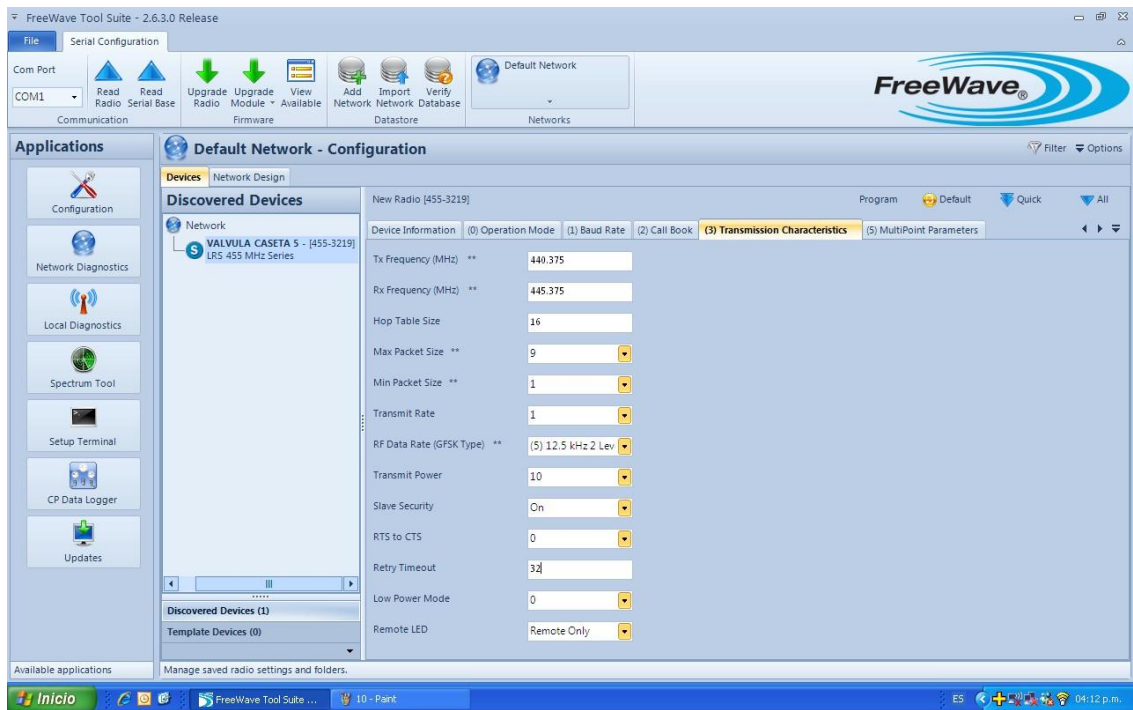 FreeWave Tool Suite - 2.6.3.0 Release
File Serial Configuration
Com Port
COM1
Read Radio
Read Serial Base
Communication
Upgrade Radio
Upgrade Module
View Available
Firmware
Add Network
Import Network
Verify Database
Datastore
Default Network
Networks
FreeWave®
Applications
Configuration
Network Diagnostics
Local Diagnostics
Spectrum Tool
Setup Terminal
CP Data Logger
Updates
Available applications
Default Network - Configuration
Filter Options
Devices Network Design
Discovered Devices
Network
S
VALVULA CASETA 5 - [455-3219]
LRS 455 MHz Series
Discovered Devices (1)
Template Devices (0)
Manage saved radio settings and folders.
New Radio [455-3219]
Program Default Quick All
Device Information (0) Operation Mode (1) Baud Rate (2) Call Book (3) Transmission Characteristics (5) MultiPoint Parameters
Tx Frequency (MHz) ** 440.375
Rx Frequency (MHz) ** 445.375
Hop Table Size 16
Max Packet Size ** 9
Min Packet Size ** 1
Transmit Rate 1
RF Data Rate (GFSK Type) ** (5) 12.5 kHz 2 Lev
Transmit Power 10
Slave Security On
RTS to CTS 0
Retry Timeout 32
Low Power Mode 0
Remote LED Remote Only
Inicio
FreeWave Tool Suite ...
10 - Paint
ES
04:12 p.m.